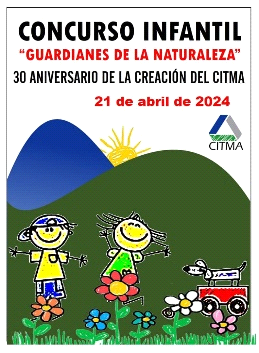 CONCURSO INFANTIL
“GUARDIANES DE LA NATURALEZA”
30 ANIVERSARIO DE LA CREACIÓN DEL CITMA
21 de abril de 2024
CITMA